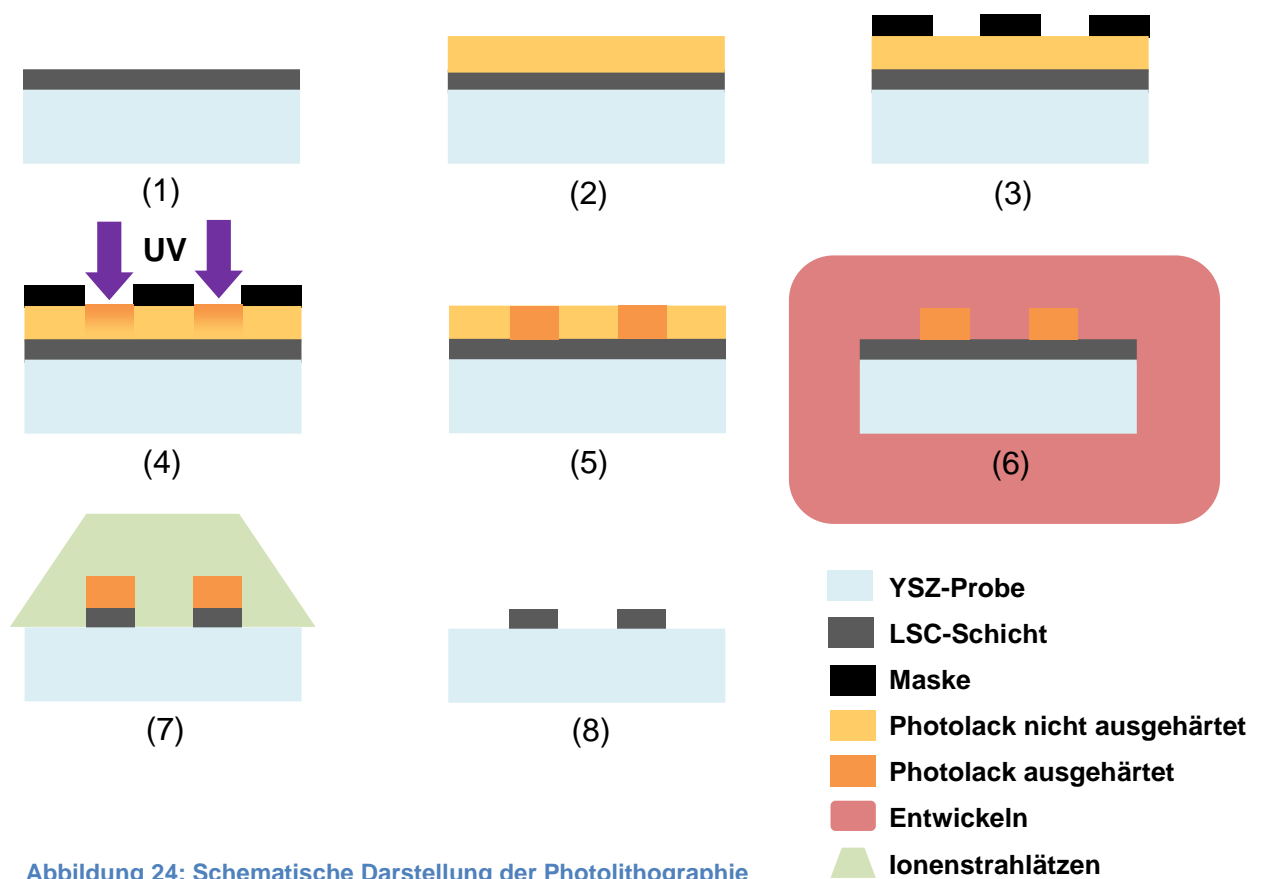 (1)
(2)
(3)
UV
(4)
(5)
(6)
(7)
(8)
YSZ-Probe
LSC-Schicht
Maske
Photolack nicht ausgehärtet
Photolack ausgehärtet
Entwickeln
Ionenstrahlätzen
Abbildung 24: Schematische Darstellung der Photolithographie